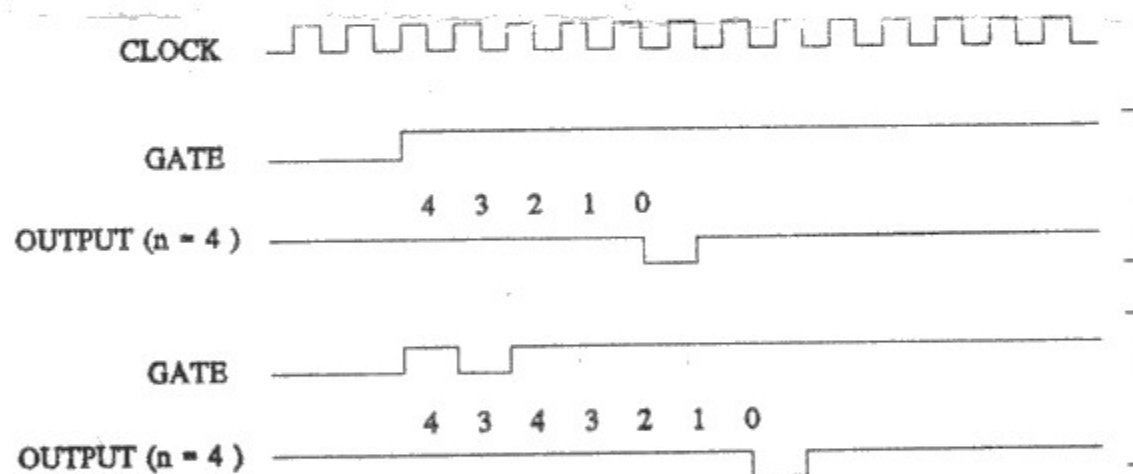 CLOCK
GATE
4 3 2 1 0
OUTPUT (n = 4 )
GATE
4 3 4 3 2 1 0
OUTPUT (n = 4 )